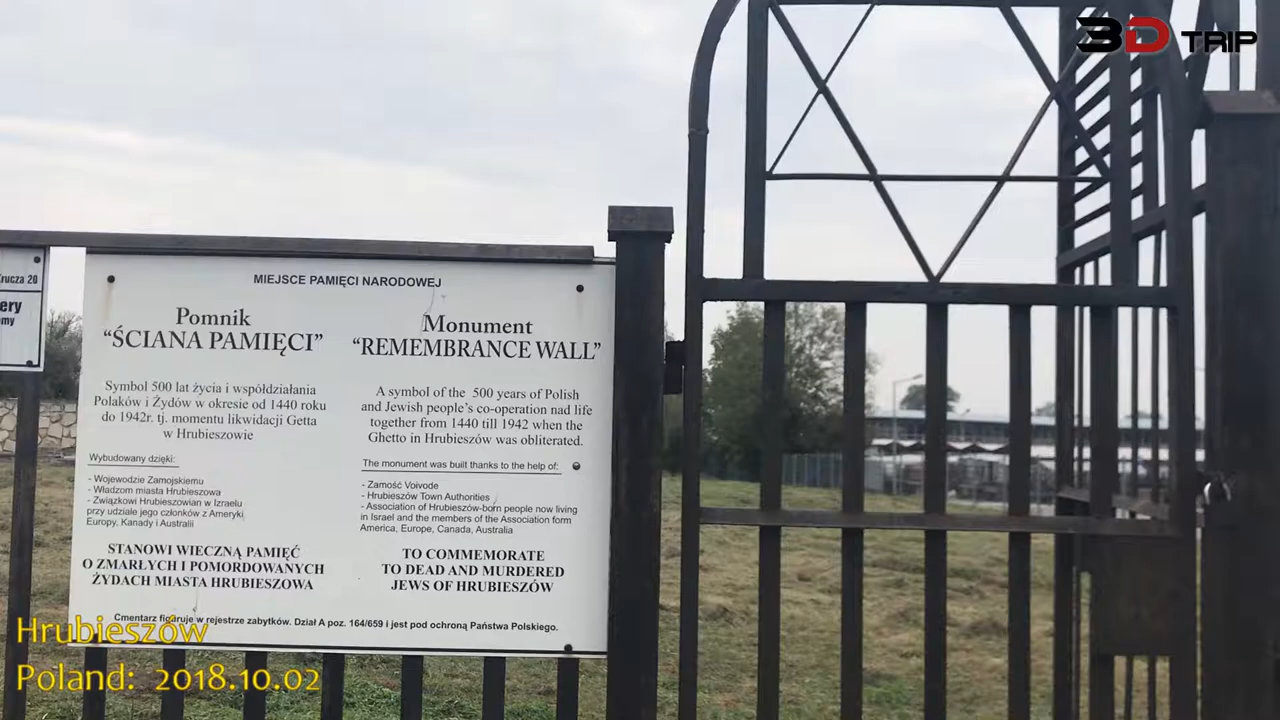 3D TRIP
Krucza 20
MIEJSCE PAMIĘCI NARODOWEJ
Pomnik
“ŚCIANA PAMIĘCI”
Symbol 500 lat życia i współdziałania
Polaków i Żydów w okresie od 1440 roku
do 1942r. tj. momentu likwidacji Getta
w Hrubieszowie
Wybudowany dzięki:
- Wojewodzie Zamojskiemu
- Władzom miasta Hrubieszowa
- Związkowi Hrubieszowian w Izraelu
przy udziale jego członków z Ameryki
Europy, Kanady i Australii
STANOWI WIECZNĄ PAMIĘĆ
O ZMARŁYCH I POMORDOWANYCH
ŻYDACH MIASTA HRUBIESZOWA
Monument
“REMEMBRANCE WALL”
A symbol of the 500 years of Polish
and Jewish people's co-operation nad life
together from 1440 till 1942 when the
Ghetto in Hrubieszów was obliterated.
The monument was built thanks to the help of:
- Zamość Voivode
- Hrubieszów Town Authorities
- Association of Hrubieszów-born people now living
in Israel and the members of the Association form
America, Europe, Canada, Australia
TO COMMEMORATE
TO DEAD AND MURDERED
JEWS OF HRUBIESZÓW
Cmentarz figuruje w rejestrze zabytków. Dział A poz. 164/659 i jest pod ochroną Państwa Polskiego.
Hrubieszów
Poland: 2018.10.02